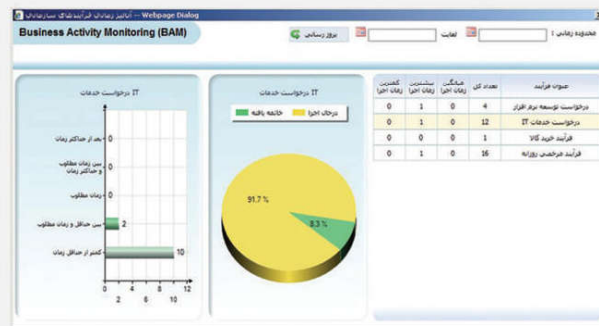 آنالیز زمانی فرآیندهای سازمانی -- Webpage Dialog
Business Activity Monitoring (BAM)
محدوده زمانی :
لغایت
بروز رسانی
عنوان فرآیند تعداد کل میانگین زمان اجرا بیشترین زمان اجرا کمترین زمان اجرا
درخواست توسعه نرم افزار 4 0 1 0
درخواست خدمات IT 12 0 1 0
فرآیند خرید کالا 1 0 0 0
فرآیند مرخصی روزانه 16 0 1 0
درخواست خدمات IT
درحال اجرا خاتمه یافته
91.7 %
8.3 %
درخواست خدمات IT
بعد از حداکثر زمان 0
بین زمان مطلوب و حداکثر زمان 0
زمان مطلوب 0
بین حداقل و زمان مطلوب 2
کمتر از حداقل زمان 10
0 2 4 6 8 10 12